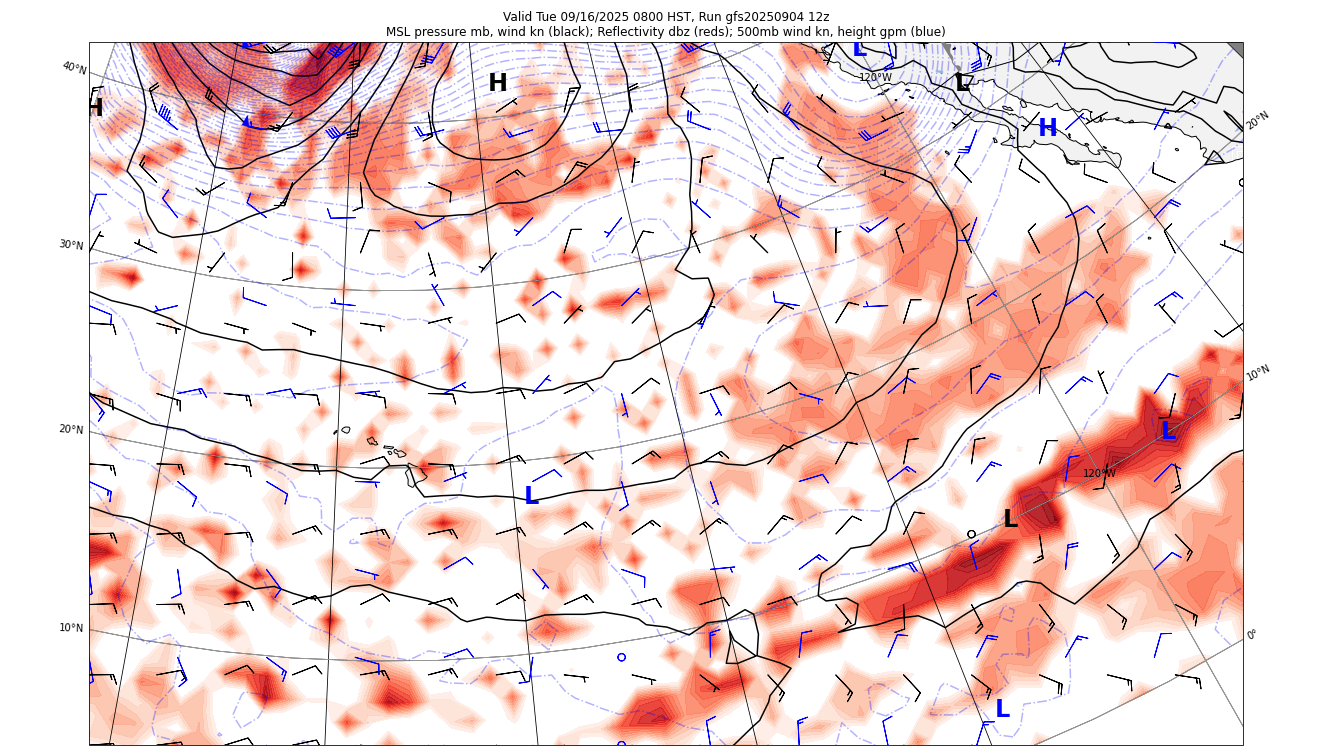 Valid Tue 09/16/2025 0800 HST, Run gfs20250904 12z
MSL pressure mb, wind kn (black); Reflectivity dbz (reds); 500mb wind kn, height gpm (blue)
L
40°N
120°W
H
L
H
20°N
H
30°N
10°N
20°N
L
120°W
L
L
10°N
0°
L